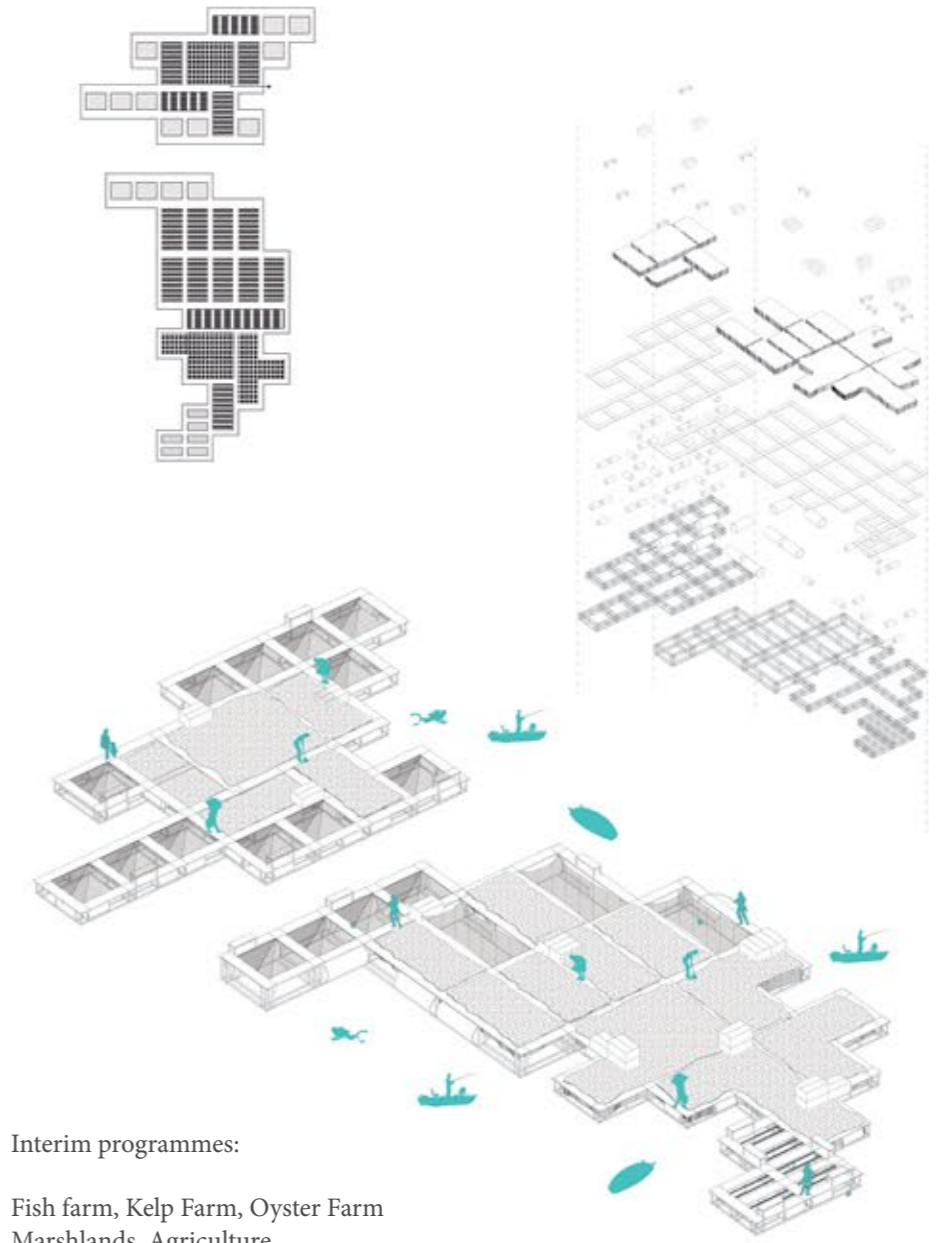 Interim programmes:
Fish farm, Kelp Farm, Oyster Farm
Marshlands, Agriculture